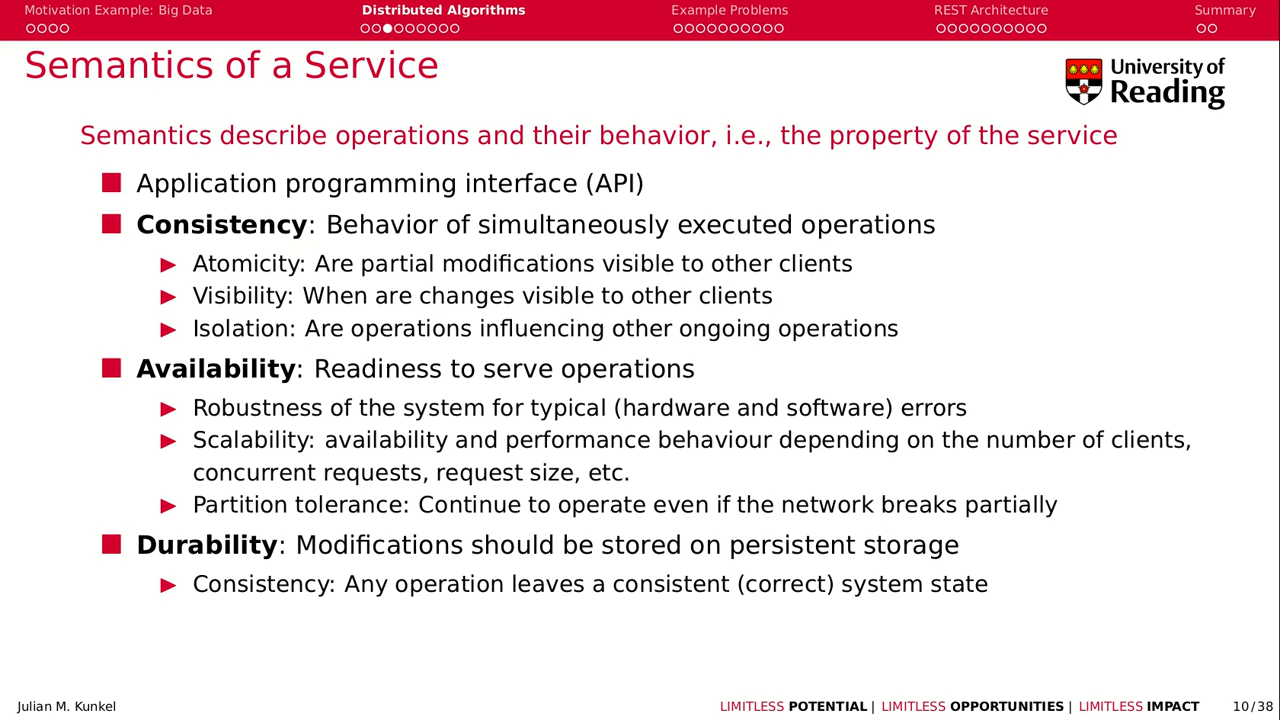 Motivation Example: Big Data Distributed Algorithms Example Problems REST Architecture Summary
Semantics of a Service
University of
Reading
Semantics describe operations and their behavior, i.e., the property of the service
Application programming interface (API)
Consistency: Behavior of simultaneously executed operations
Atomicity: Are partial modifications visible to other clients
Visibility: When are changes visible to other clients
Isolation: Are operations influencing other ongoing operations
Availability: Readiness to serve operations
Robustness of the system for typical (hardware and software) errors
Scalability: availability and performance behaviour depending on the number of clients,
concurrent requests, request size, etc.
Partition tolerance: Continue to operate even if the network breaks partially
Durability: Modifications should be stored on persistent storage
Consistency: Any operation leaves a consistent (correct) system state
Julian M. Kunkel LIMITLESS POTENTIAL | LIMITLESS OPPORTUNITIES | LIMITLESS IMPACT 10/38